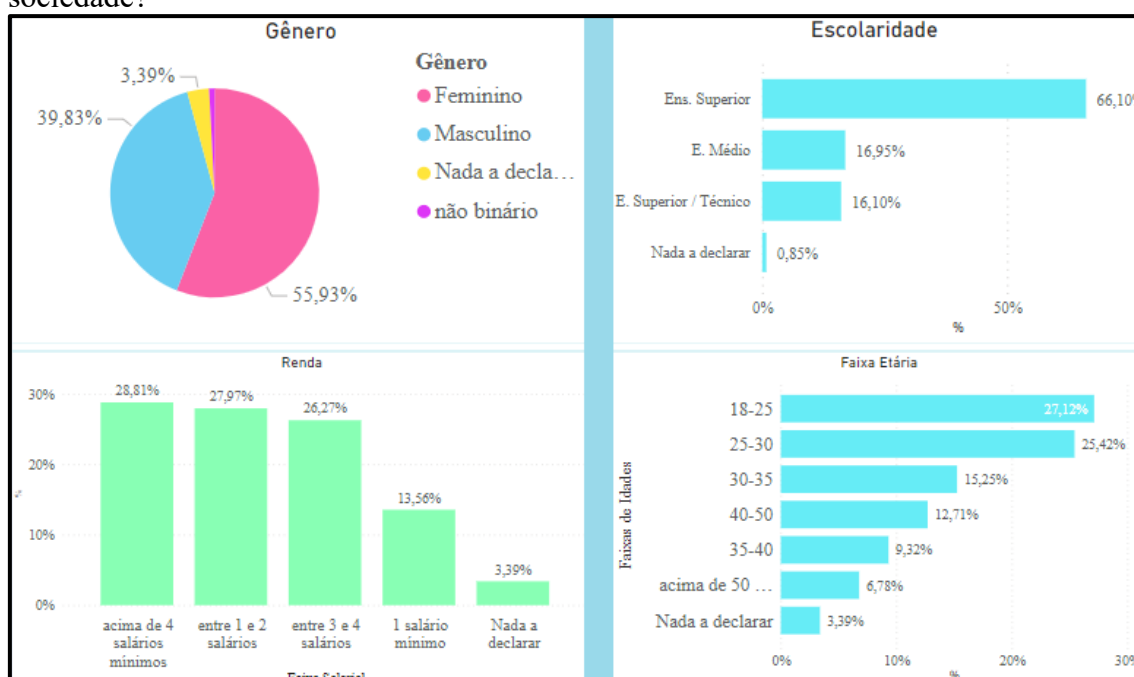 sociedade?
Gênero
3,39%
39,83%
55,93%
Gênero
Feminino
Masculino
Nada a decla...
não binário
Escolaridade
Ens. Superior
66,10%
E. Médio
16,95%
E. Superior / Técnico
16,10%
Nada a declarar
0,85%
0%
50%
%
Renda
30%
20%
10%
0%
%
28,81%
27,97%
26,27%
13,56%
3,39%
acima de 4
salários
mínimos
entre 1 e 2
salários
entre 3 e 4
salários
1 salário
mínimo
Nada a
declarar
Faixa Salarial
Faixa Etária
Faixas de Idades
18-25
27,12%
25-30
25,42%
30-35
15,25%
40-50
12,71%
35-40
9,32%
acima de 50 ...
6,78%
Nada a declarar
3,39%
0%
10%
20%
30%
%